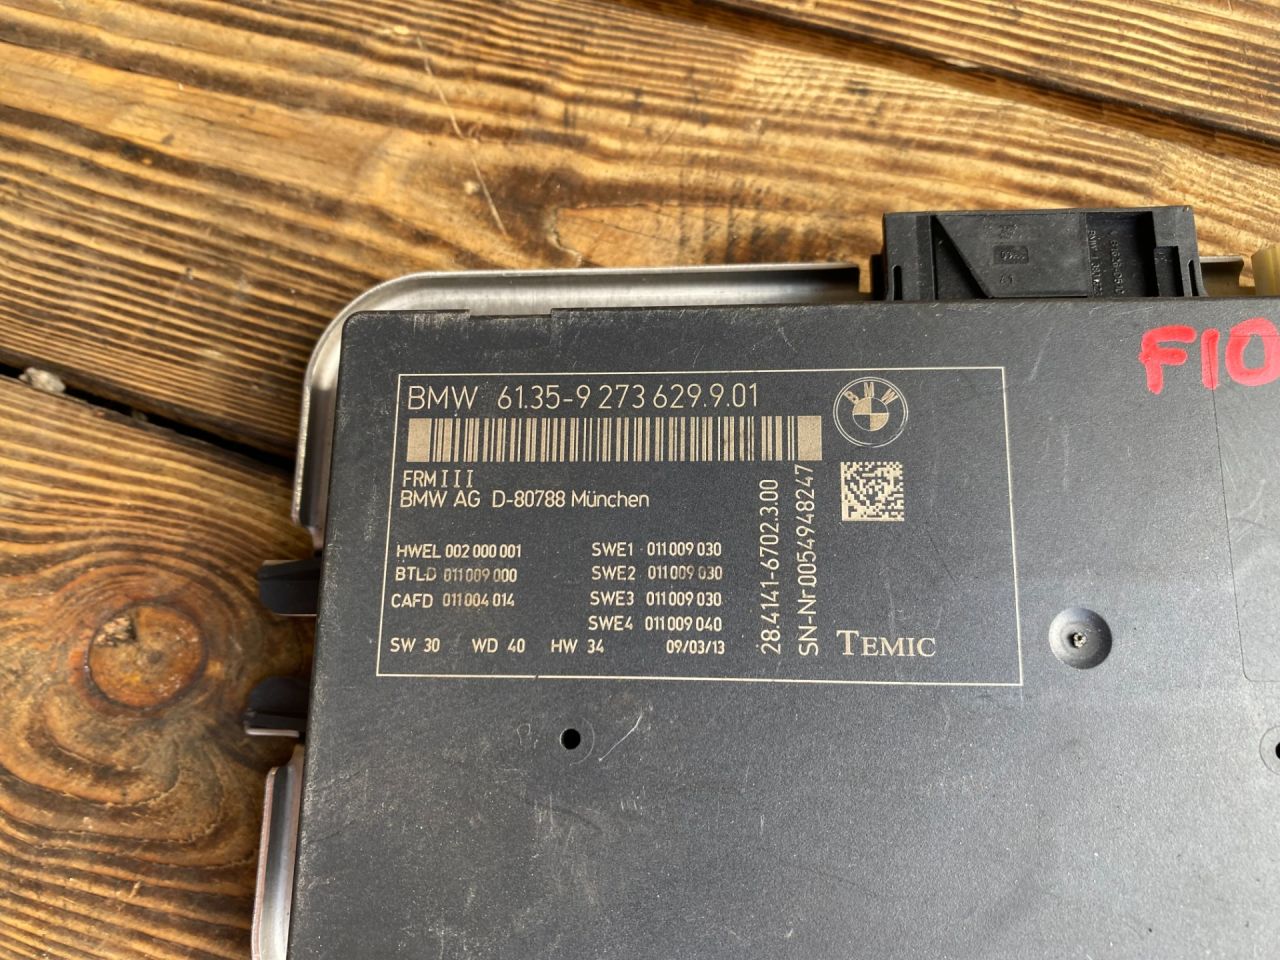 F10
BMW 61.35-9 273 629.9.01
BMW
FRMIII
BMW AG D-80788 München
HWEL 002 000 001
BTLD 011 009 000
CAFD 011 004 014
SWE1 011 009 030
SWE2 011 009 030
SWE3 011 009 030
SWE4 011 009 040
SW 30 WD 40 HW 34 09/03/13
28.4141-6702.3.00
SN-Nr.0054948247
TEMIC